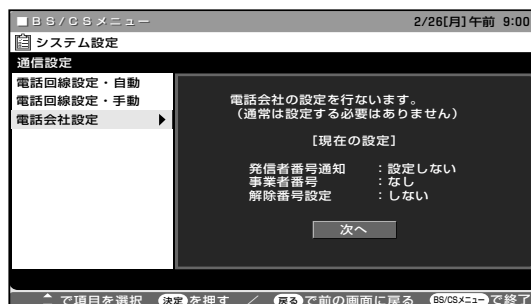 ■BS/CSメニュー 2/26[月]午前 9:00
システム設定
通信設定
電話回線設定・自動
電話回線設定・手動
電話会社設定 ▶
電話会社の設定を行ないます。
(通常は設定する必要はありません)
[現在の設定]
発信者番号通知 :設定しない
事業者番号 :なし
解除番号設定 :しない
次へ
で項目を選択 決定を押す / 戻るで前の画面に戻る BS/CSメニューで終了